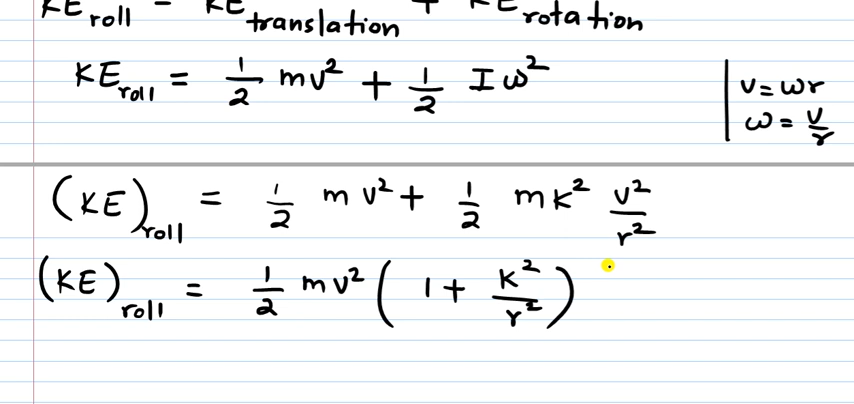 KE roll = KE translation + KE rotation
KE roll = 1/2 mv² + 1/2 Iω²
v = ωr
ω = v/r
(KE) roll = 1/2 mv² + 1/2 mK² v²/r²
(KE) roll = 1/2 mv² (1 + K²/r²)